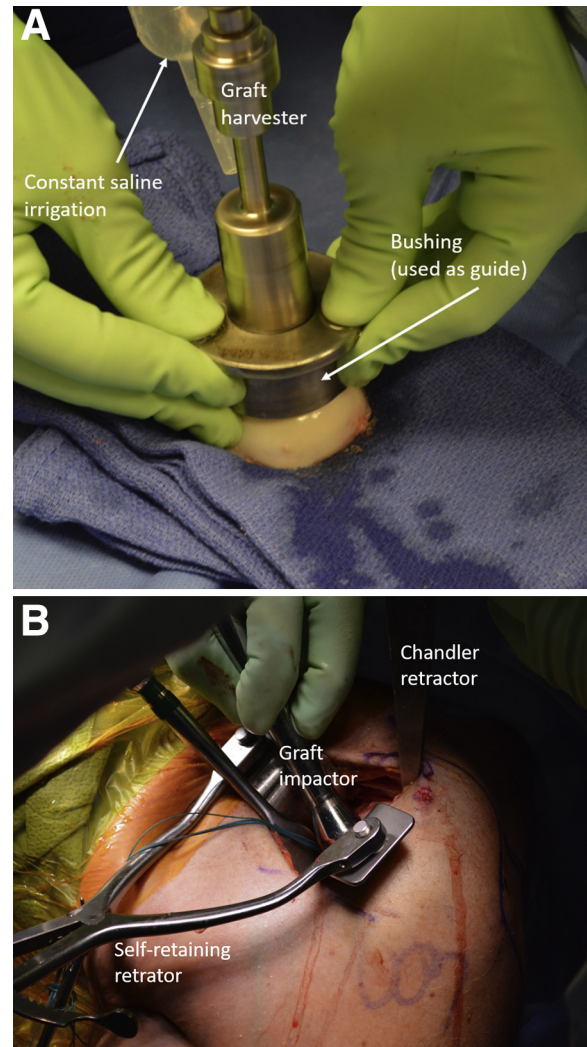 A
Graft
harvester
Constant saline
irrigation
Bushing
(used as guide)
B
Chandler
retractor
Graft
impactor
Self-retaining
retrator